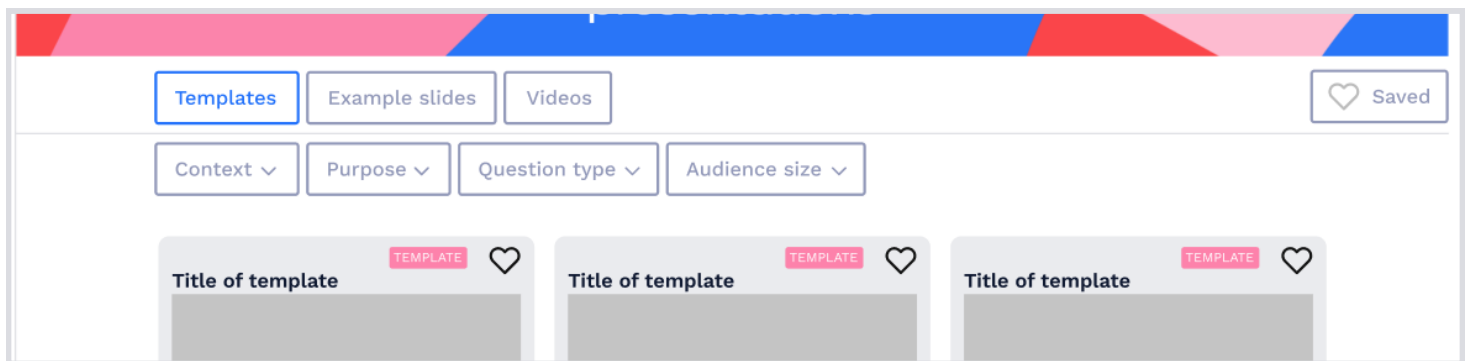 Templates Example slides Videos Saved
Context Purpose Question type Audience size
TEMPLATE TEMPLATE TEMPLATE
Title of template Title of template Title of template